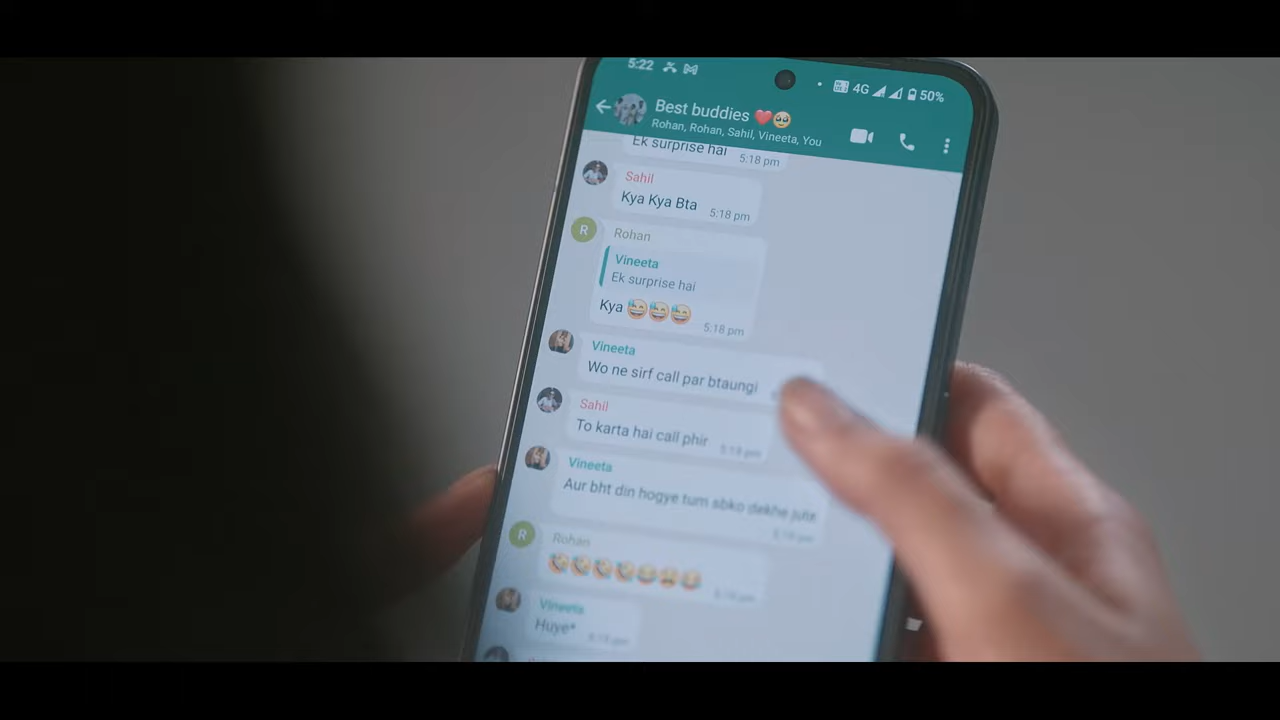 5:22 4G 50%
Best buddies ❤️🥹
Rohan, Rohan, Sahil, Vineeta, You
Ek surprise hai
5:18 pm
Sahil
Kya Kya Bta
5:18 pm
R
Rohan
Vineeta
Ek surprise hai
Kya 😅😅😅
5:18 pm
Vineeta
Wo ne sirf call par btaungi
Sahil
To karta hai call phir
5:18 pm
Vineeta
Aur bht din hogye tum sbko dekhe
R
Rohan
Vineeta
Huye*